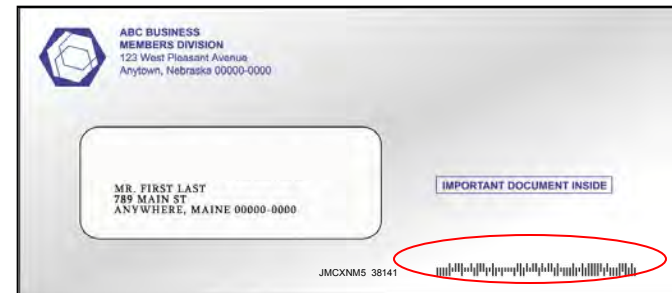 ABC BUSINESS
MEMBERS DIVISION
123 West Pleasant Avenue
Anytown, Nebraska 00000-0000
MR. FIRST LAST
789 MAIN ST
ANYWHERE, MAINE 00000-0000
IMPORTANT DOCUMENT INSIDE
JMCXNM5 38141